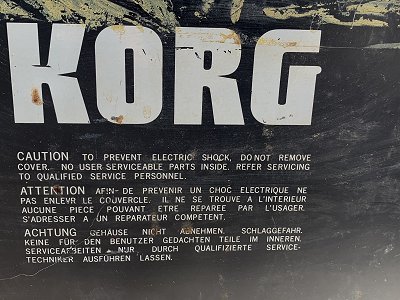 KORG
CAUTION TO PREVENT ELECTRIC SHOCK, DO NOT REMOVE
COVER. NO USER SERVICEABLE PARTS INSIDE. REFER SERVICING
TO QUALIFIED SERVICE PERSONNEL.
ATTENTION AFIN- DE PREVENIR UN CHOC ELECTRIQUE NE
PAS ENLEVR LE COUVERCLE. IL NE SE TROUVE A L'INTERIEUR
AUCUNE PIECE POUVANT ETRE REPAREE PAR L'USAGER.
S'ADRESSER A UN REPARATEUR COMPETENT.
ACHTUNG GEHÄUSE NICHT ABNEHMEN. SCHLAGGEFAHR.
KEINE FÜR DEN BENUTZER GEDACHTEN TEILE IM INNEREN.
SERVICEARBEITEN NUR DURCH QUALIFIZIERTE SERVICE-
TECHNIKER AUSFÜHREN LASSEN.